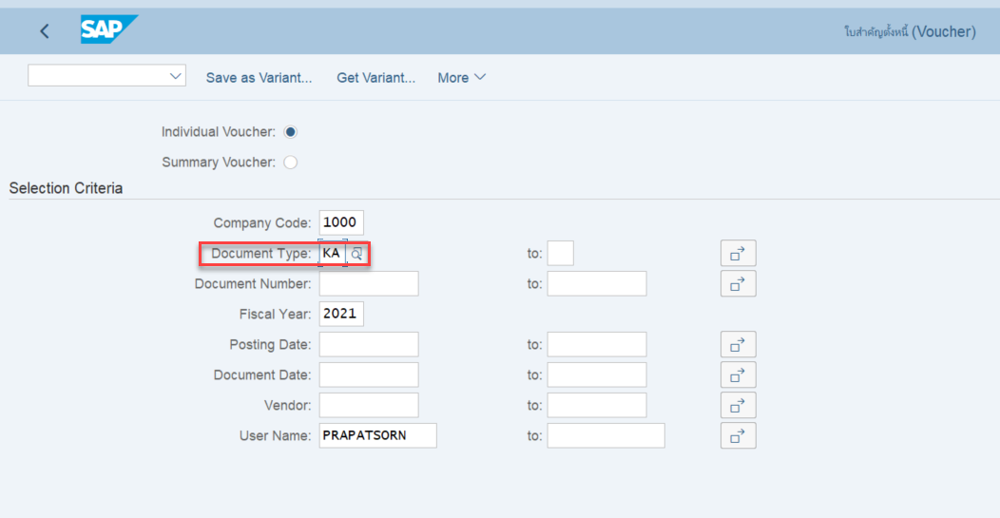 SAP
ใบสำคัญตั้งหนี้ (Voucher)
Save as Variant... Get Variant... More
Individual Voucher:
Summary Voucher:
Selection Criteria
Company Code: 1000
Document Type: KA to:
Document Number: to:
Fiscal Year: 2021
Posting Date: to:
Document Date: to:
Vendor: to:
User Name: PRAPATSORN to: